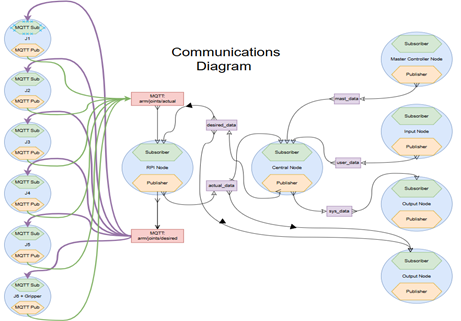 Communications
Diagram
MQTT Sub
J1
MQTT Pub
MQTT Sub
J2
MQTT Pub
MQTT Sub
J3
MQTT Pub
MQTT Sub
J4
MQTT Pub
MQTT Sub
J5
MQTT Pub
MQTT Sub
J6 + Gripper
MQTT Pub
MQTT:
arm/joints/actual
Subscriber
RPI Node
Publisher
MQTT:
arm/joints/desired
desired_data
actual_data
Subscriber
Central Node
Publisher
mast_data
user_data
sys_data
Subscriber
Master Controller Node
Publisher
Subscriber
Input Node
Publisher
Subscriber
Output Node
Publisher
Subscriber
Output Node
Publisher